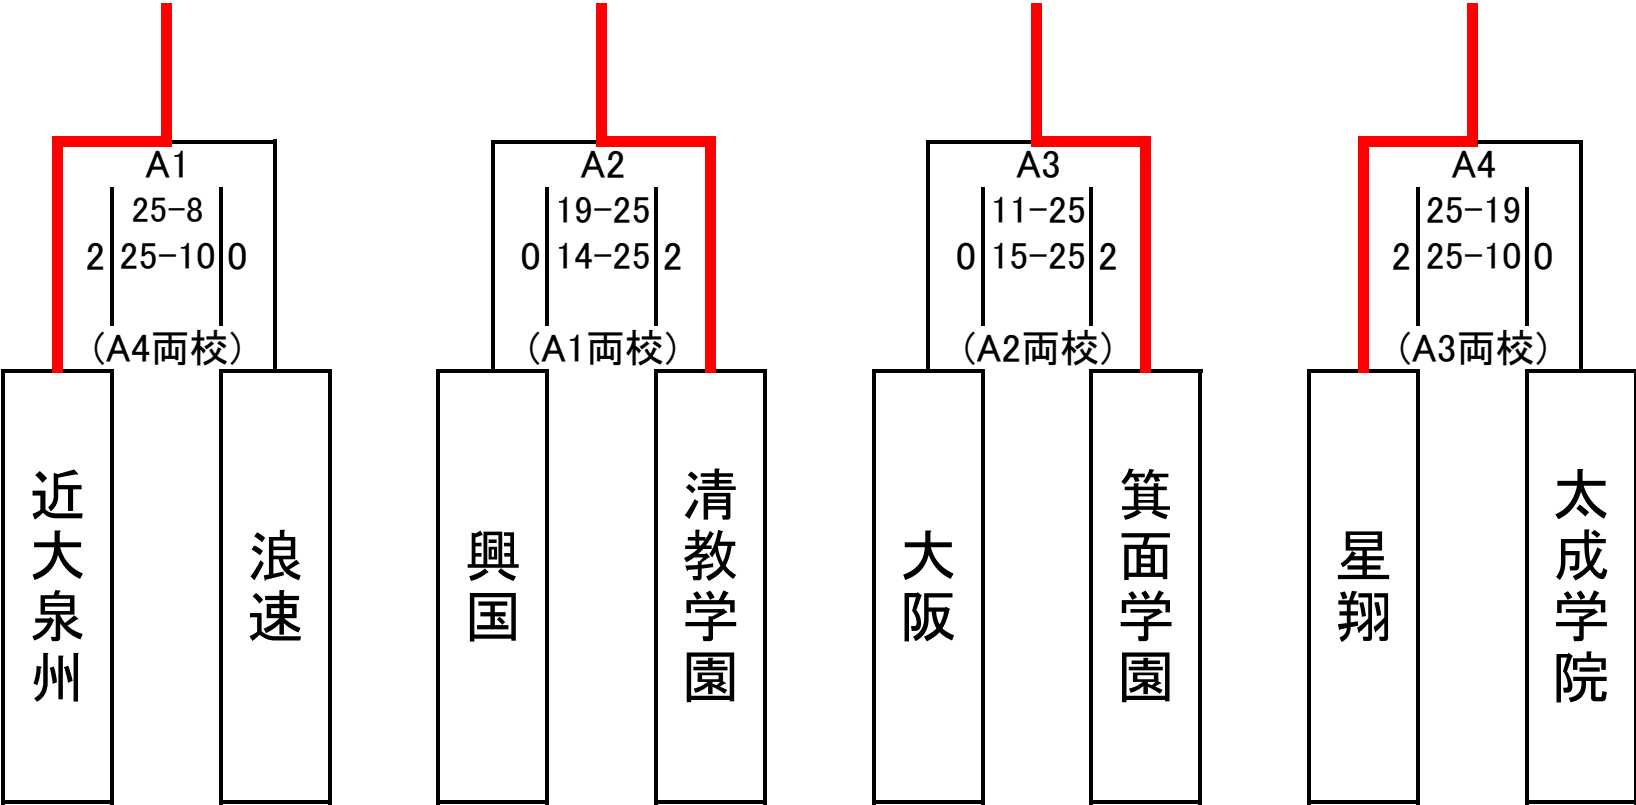 A1
25-8
2 25-10 0
(A4両校)
近大泉州
浪速
A2
19-25
0 14-25 2
(A1両校)
興国
清教学園
A3
11-25
0 15-25 2
(A2両校)
大阪
箕面学園
A4
25-19
2 25-10 0
(A3両校)
星翔
太成学院